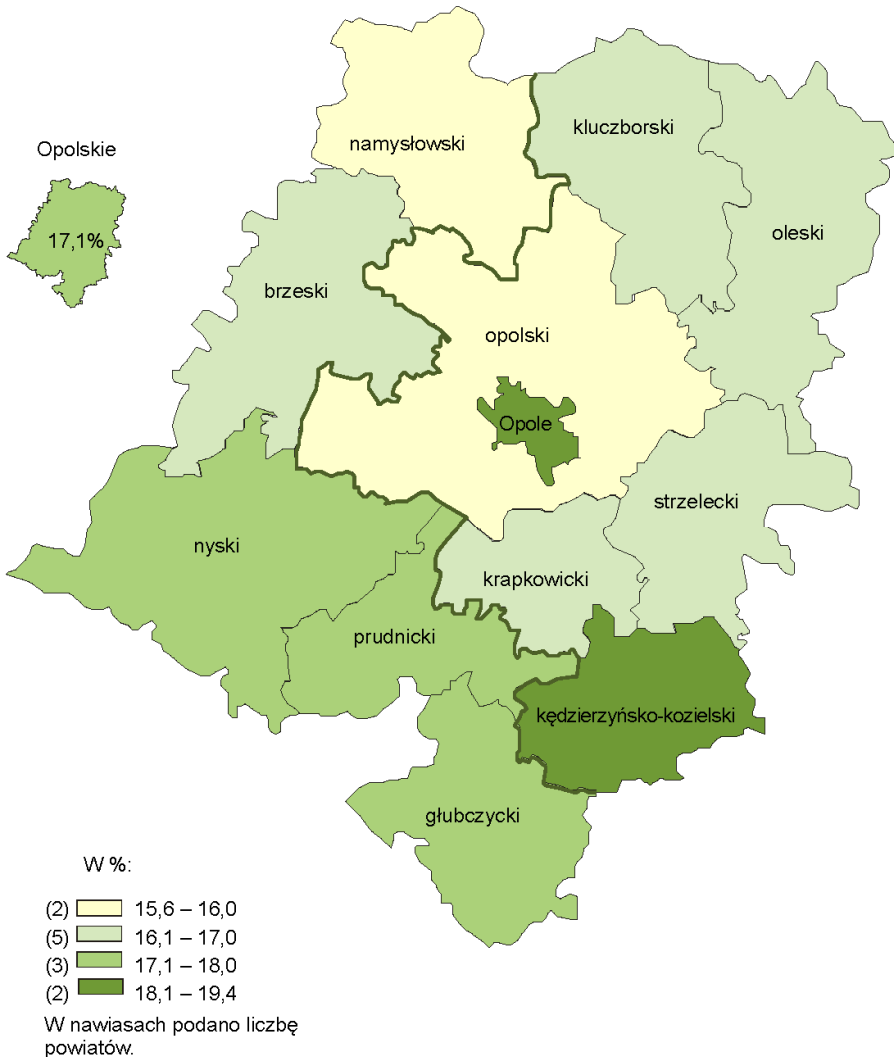 namysłowski
kluczborski
Opolskie
oleski
17,1%
brzeski
opolski
Opole
strzelecki
nyski
krapkowicki
prudnicki
kędzierzyńsko-kozielski
głubczycki
W %:
(2) 15,6 – 16,0
(5) 16,1 – 17,0
(3) 17,1 – 18,0
(2) 18,1 – 19,4
W nawiasach podano liczbę
powiatów.